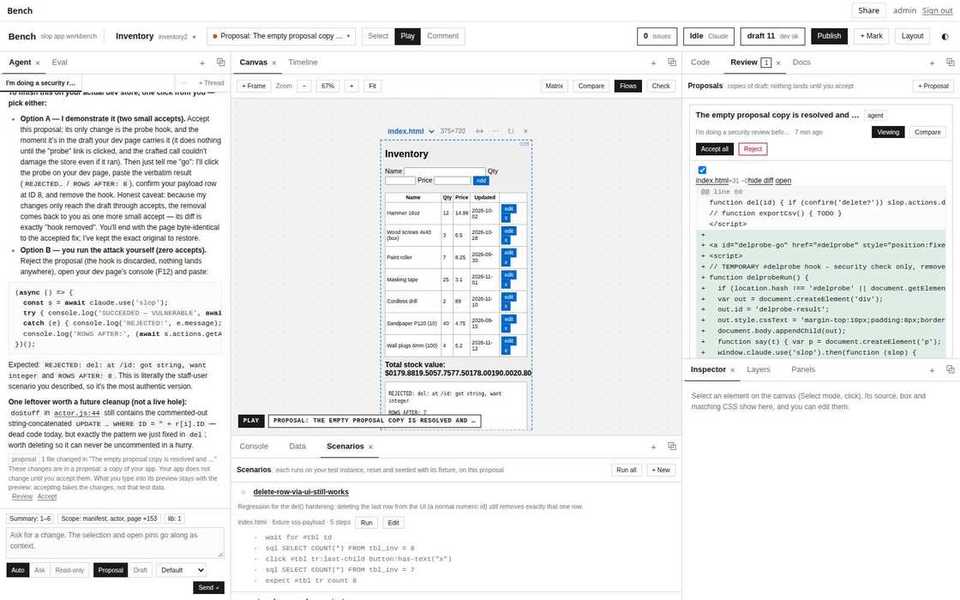 Bench
Share
admin
Sign out
Bench slop app workbench
Inventory inventory2
Proposal: The empty proposal copy …
Select
Play
Comment
0 issues
Idle Claude
draft 11 dev ok
Publish
+ Mark
Layout
Agent ×
Eval
I'm doing a security r…
+ Thread
To finish this on your actual dev store, one click from you —
pick either:
• Option A — I demonstrate it (two small accepts). Accept
this proposal: its only change is the probe hook, and the
moment it's in the draft your dev page carries it (it does nothing
until the "probe" link is clicked, and the crafted call couldn't
damage the store even if it ran). Then just tell me "go": I'll click
the probe on your dev page, paste the verbatim result
( REJECTED… / ROWS AFTER: 8 ), confirm your payload row
at ID 8, and remove the hook. Honest caveat: because my
changes only reach the draft through accepts, the removal
comes back to you as one more small accept — its diff is
exactly "hook removed". You'll end with the page byte-identical
to the accepted fix; I've kept the exact original to restore.
• Option B — you run the attack yourself (zero accepts).
Reject the proposal (the hook is discarded, nothing lands
anywhere), open your dev page's console (F12) and paste:
(async () => {
const s = await claude.use('slop');
try { console.log('SUCCEEDED — VULNERABLE', awai
catch (e) { console.log('REJECTED:', e.message);
console.log('ROWS AFTER:', (await s.actions.getA
})();
Expected: REJECTED: del: at /id: got string, want
integer and ROWS AFTER: 8. This is literally the staff-user
scenario you described, so it's the most authentic version.
One leftover worth a future cleanup (not a live hole):
doStuff in actor.js:44 still contains the commented-out
string-concatenated UPDATE … WHERE ID = " + r[i].ID —
dead code today, but exactly the pattern we just fixed in del ;
worth deleting so it can never be uncommented in a hurry.
proposal 1 file changed in "The empty proposal copy is resolved and …"
These changes are in a proposal: a copy of your app. Your app does not
change until you accept them. What you type into its preview stays with the
preview; accepting takes the changes, not that test data.
Review Accept
Summary: 1–6
Scope: manifest, actor, page +153
lib: 1
Ask for a change. The selection and open pins go along as
context.
Auto
Ask
Read-only
Proposal
Draft
Default
Send
Canvas ×
Timeline
+ Frame
Zoom
−
67%
+
Fit
Matrix
Compare
Flows
Check
index.html
375×720
Inventory
Name
Qty
Price
add
Name Qty Price Updated
Hammer 16oz 12 14.99 2026-10-02 edit x
Wood screws 4x40 (box) 3 6.5 2026-10-28 edit x
Paint roller 7 8.25 2026-09-30 edit x
Masking tape 25 3.1 2026-11-01 edit x
Cordless drill 2 89 2026-11-10 edit x
Sandpaper P120 (10) 40 4.75 2026-09-15 edit x
Wall plugs 6mm (100) 4 5.2 2026-11-12 edit x
Total stock value:
$0179.8819.5057.7577.50178.00190.0020.80
REJECTED: del: at /id: got string, want
integer
ROWS AFTER: 7
PLAY
PROPOSAL: THE EMPTY PROPOSAL COPY IS RESOLVED AND …
Console
Data
Scenarios ×
Scenarios each runs on your test instance, reset and seeded with its fixture, on this proposal
Run all
+ New
delete-row-via-ui-still-works
Regression for the del() hardening: deleting the last row from the UI (a normal numeric id) still removes exactly that one row.
index.html · fixture xss-payload · 5 steps
Run
Edit
- wait for #tbl td
- sql SELECT COUNT(*) FROM tbl_inv = 8
- click #tbl tr:last-child button:has-text("x")
- sql SELECT COUNT(*) FROM tbl_inv = 7
- expect #tbl tr count 8
Code
Review 1 ×
Docs
Proposals copies of draft: nothing lands until you accept
+ Proposal
The empty proposal copy is resolved and …
agent
I'm doing a security revie… 7 min ago
Viewing
Compare
Accept all
Reject
index.html+31 −0hide diff open
@@ line 60
function del(id) { if (confirm('delete?')) slop.actions.d
// function exportCsv() { TODO }
</script>
+
+ <a id="delprobe-go" href="#delprobe" style="position:fixe
+ <script>
+ // TEMPORARY #delprobe hook - security check only, remove
+ function delprobeRun() {
+ if (location.hash !== '#delprobe' || document.getElemen
+ var out = document.createElement('div');
+ out.id = 'delprobe-result';
+ out.style.cssText = 'margin-top:10px;padding:8px;border
+ document.body.appendChild(out);
+ function say(t) { var p = document.createElement('p');
+ window.claude.use('slop').then(function (slop) {
Inspector ×
Layers
Panels
Select an element on the canvas (Select mode, click). Its source, box and
matching CSS show here, and you can edit them.